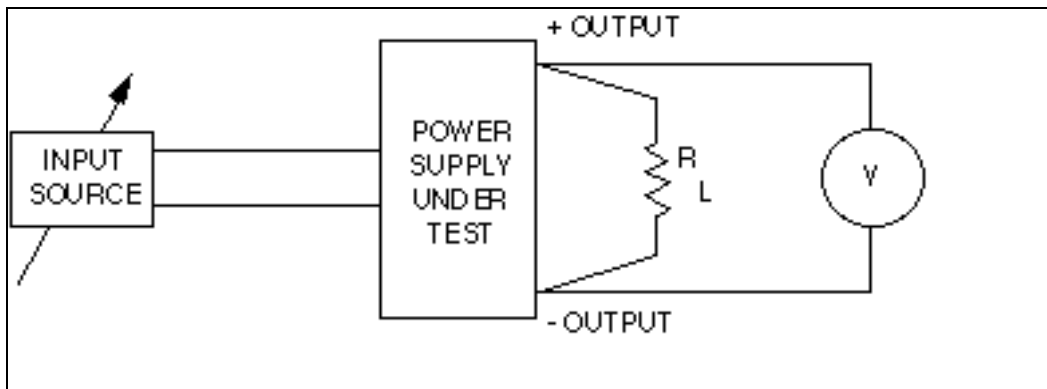 + OUTPUT
INPUT
SOURCE
POWER
SUPPLY
UNDER
TEST
R
L
V
- OUTPUT